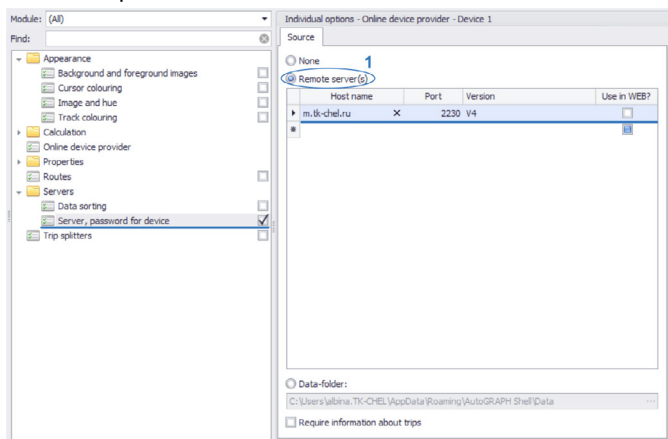 Module: (All)
Find:
Appearance
Background and foreground images
Cursor colouring
Image and hue
Track colouring
Calculation
Online device provider
Properties
Routes
Servers
Data sorting
Server, password for device
Trip splitters
Individual options - Online device provider - Device 1
Source
None
1
Remote server(s)
Host name Port Version Use in WEB?
m.tk-chel.ru 2230 V4
Data-folder:
C:\Users\albina.TK-CHEL\AppData\Roaming\AutoGRAPH Shell\Data
Require information about trips